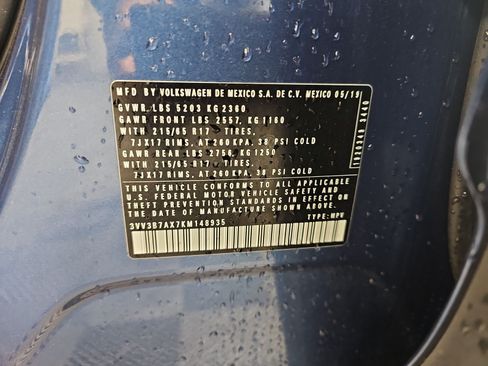 MFD BY VOLKSWAGEN DE MEXICO S.A. DE C.V. MEXICO 05/19
GVWR LBS 5203 KG 2360
GAWR FRONT LBS 2557, KG 1160
WITH 215/65 R17 TIRES,
7JX17 RIMS, AT 260 KPA, 38 PSI COLD
GAWR REAR LBS 2756, KG 1250
WITH 215/65 R17 TIRES,
7JX17 RIMS, AT 260 KPA, 38 PSI COLD
THIS VEHICLE CONFORMS TO ALL APPLICABLE
U.S. FEDERAL MOTOR VEHICLE SAFETY AND
THEFT PREVENTION STANDARDS IN EFFECT ON
THE DATE OF MANUFACTURE SHOWN ABOVE.
3VV3B7AX7KM148935 TYPE: MPV